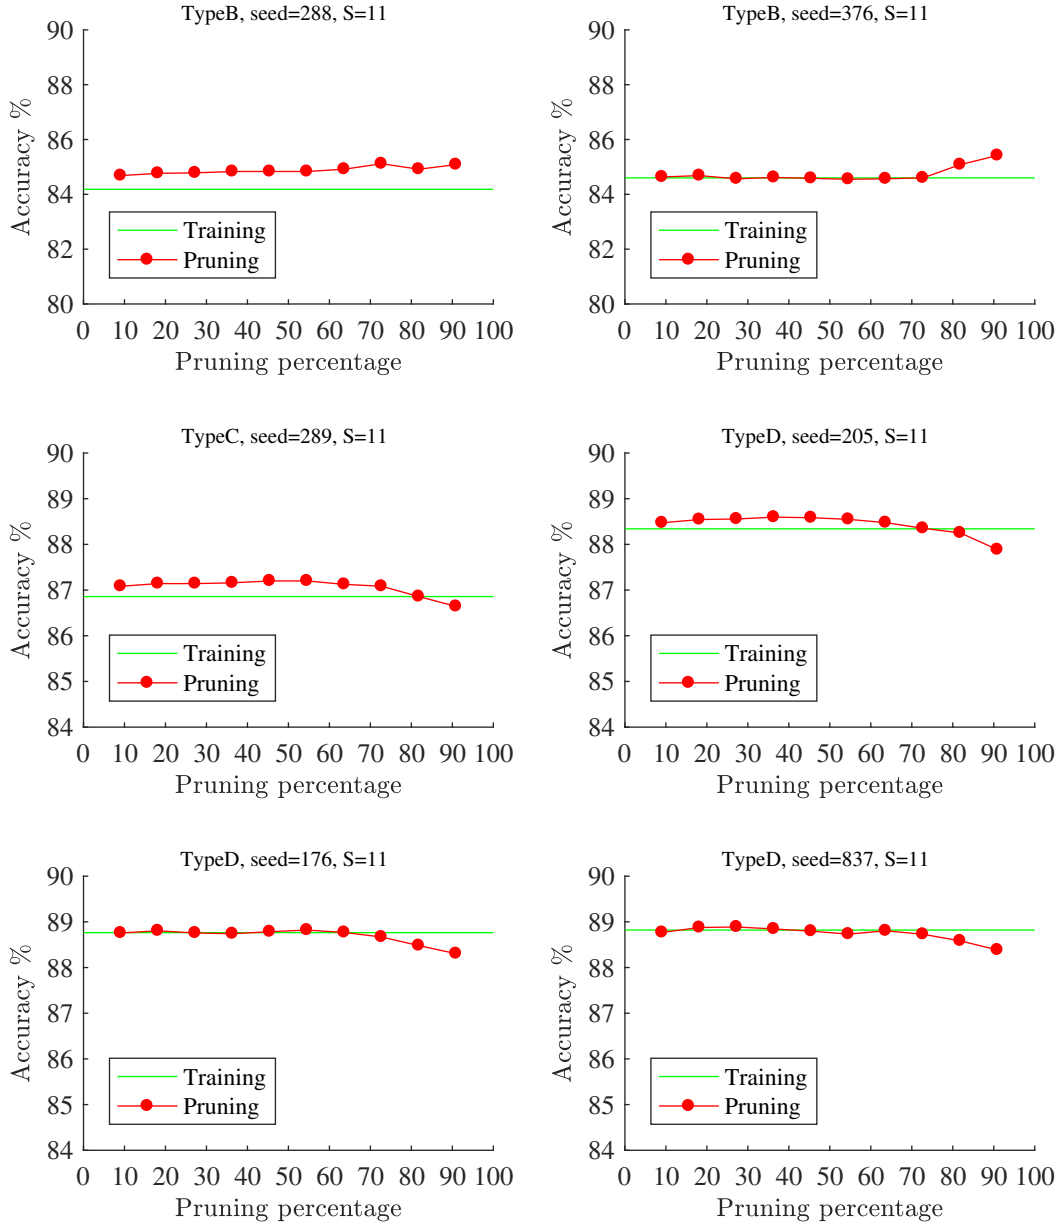 TypeB, seed=288, S=11
90
88
86
84
82
80
Accuracy %
Training
Pruning
0 10 20 30 40 50 60 70 80 90 100
Pruning percentage
TypeB, seed=376, S=11
90
88
86
84
82
80
Accuracy %
Training
Pruning
0 10 20 30 40 50 60 70 80 90 100
Pruning percentage
TypeC, seed=289, S=11
90
89
88
87
86
85
84
Accuracy %
Training
Pruning
0 10 20 30 40 50 60 70 80 90 100
Pruning percentage
TypeD, seed=205, S=11
90
89
88
87
86
85
84
Accuracy %
Training
Pruning
0 10 20 30 40 50 60 70 80 90 100
Pruning percentage
TypeD, seed=176, S=11
90
89
88
87
86
85
84
Accuracy %
Training
Pruning
0 10 20 30 40 50 60 70 80 90 100
Pruning percentage
TypeD, seed=837, S=11
90
89
88
87
86
85
84
Accuracy %
Training
Pruning
0 10 20 30 40 50 60 70 80 90 100
Pruning percentage